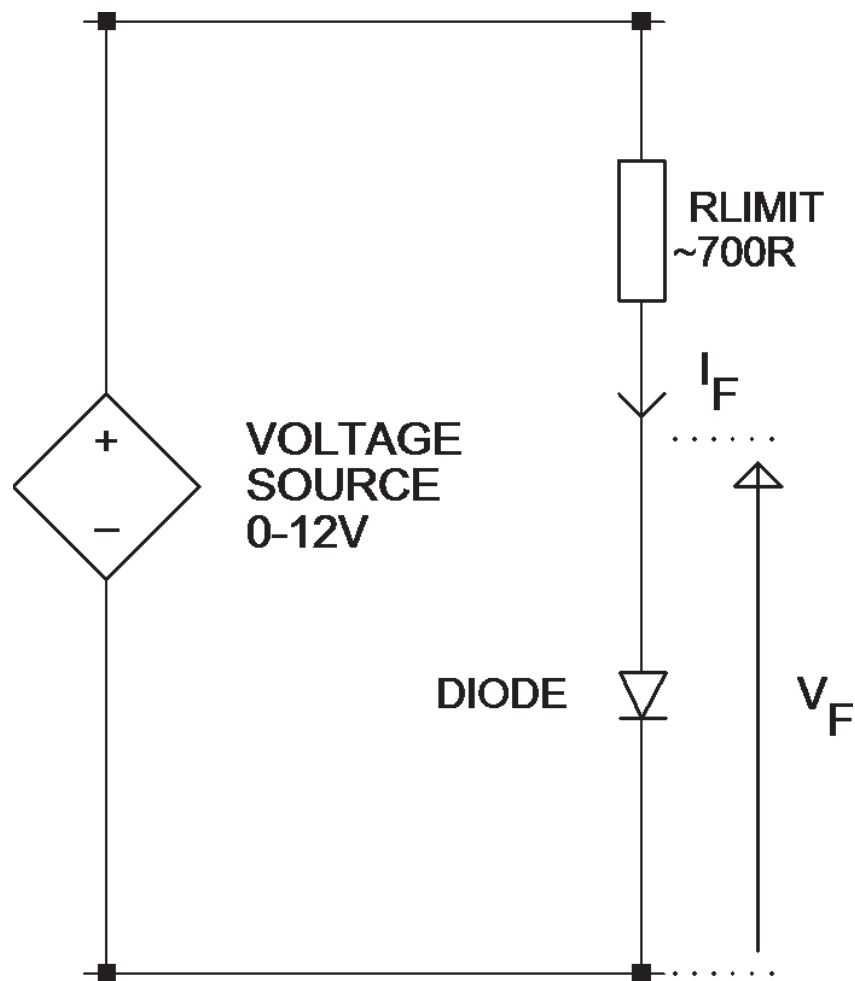 RLIMIT
~700R
IF
+
VOLTAGE
SOURCE
0-12V
−
DIODE
VF